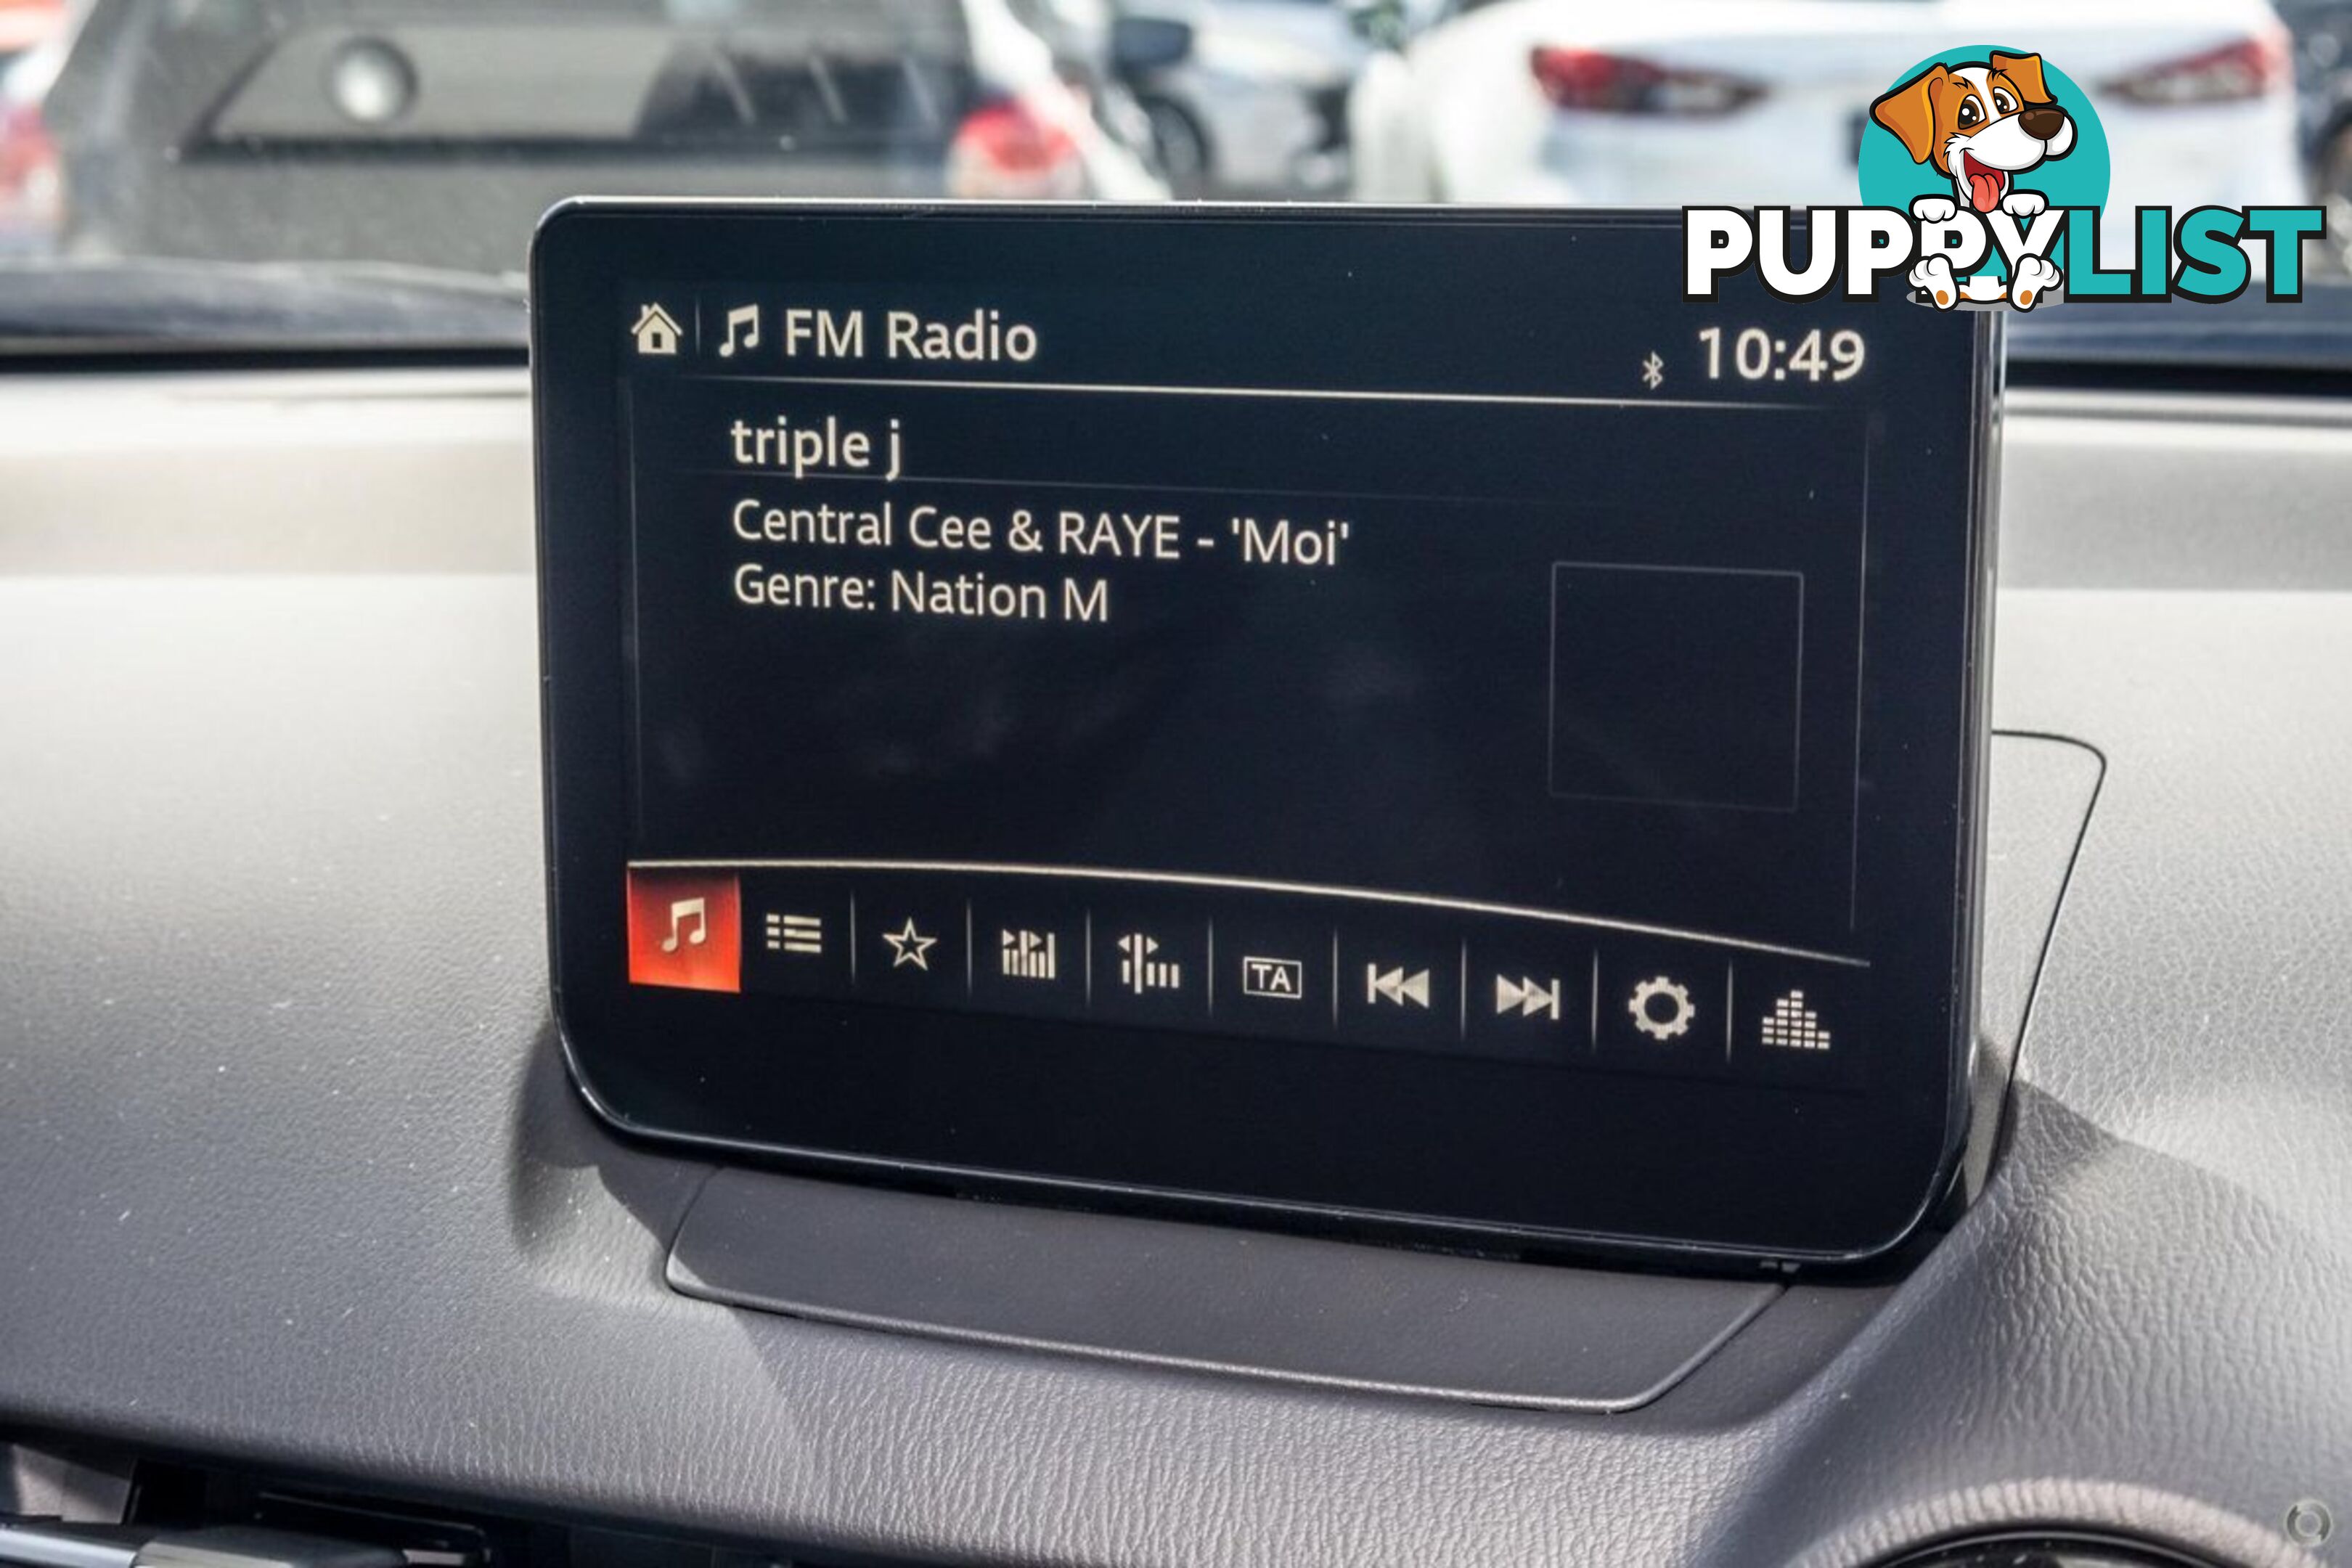 PUPPYLIST
FM Radio
10:49
triple j
Central Cee & RAYE - 'Moi'
Genre: Nation M
TA